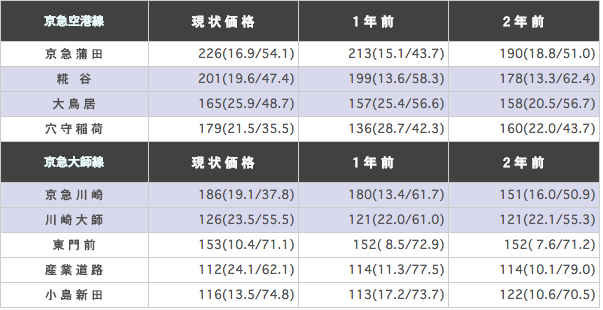 京急空港線 現状価格 1年前 2年前
京急蒲田 226(16.9/54.1) 213(15.1/43.7) 190(18.8/51.0)
糀谷 201(19.6/47.4) 199(13.6/58.3) 178(13.3/62.4)
大鳥居 165(25.9/48.7) 157(25.4/56.6) 158(20.5/56.7)
穴守稲荷 179(21.5/35.5) 136(28.7/42.3) 160(22.0/43.7)
京急大師線 現状価格 1年前 2年前
京急川崎 186(19.1/37.8) 180(13.4/61.7) 151(16.0/50.9)
川崎大師 126(23.5/55.5) 121(22.0/61.0) 121(22.1/55.3)
東門前 153(10.4/71.1) 152( 8.5/72.9) 152( 7.6/71.2)
産業道路 112(24.1/62.1) 114(11.3/77.5) 114(10.1/79.0)
小島新田 116(13.5/74.8) 113(17.2/73.7) 122(10.6/70.5)